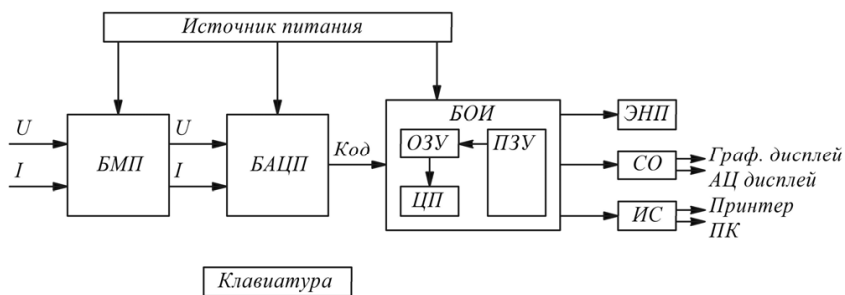 Источник питания
U
I
БМП
U
I
БАЦП
Код
БОИ
ОЗУ
ПЗУ
ЦП
ЭНП
СО
Граф. дисплей
АЦ дисплей
ИС
Принтер
ПК
Клавиатура